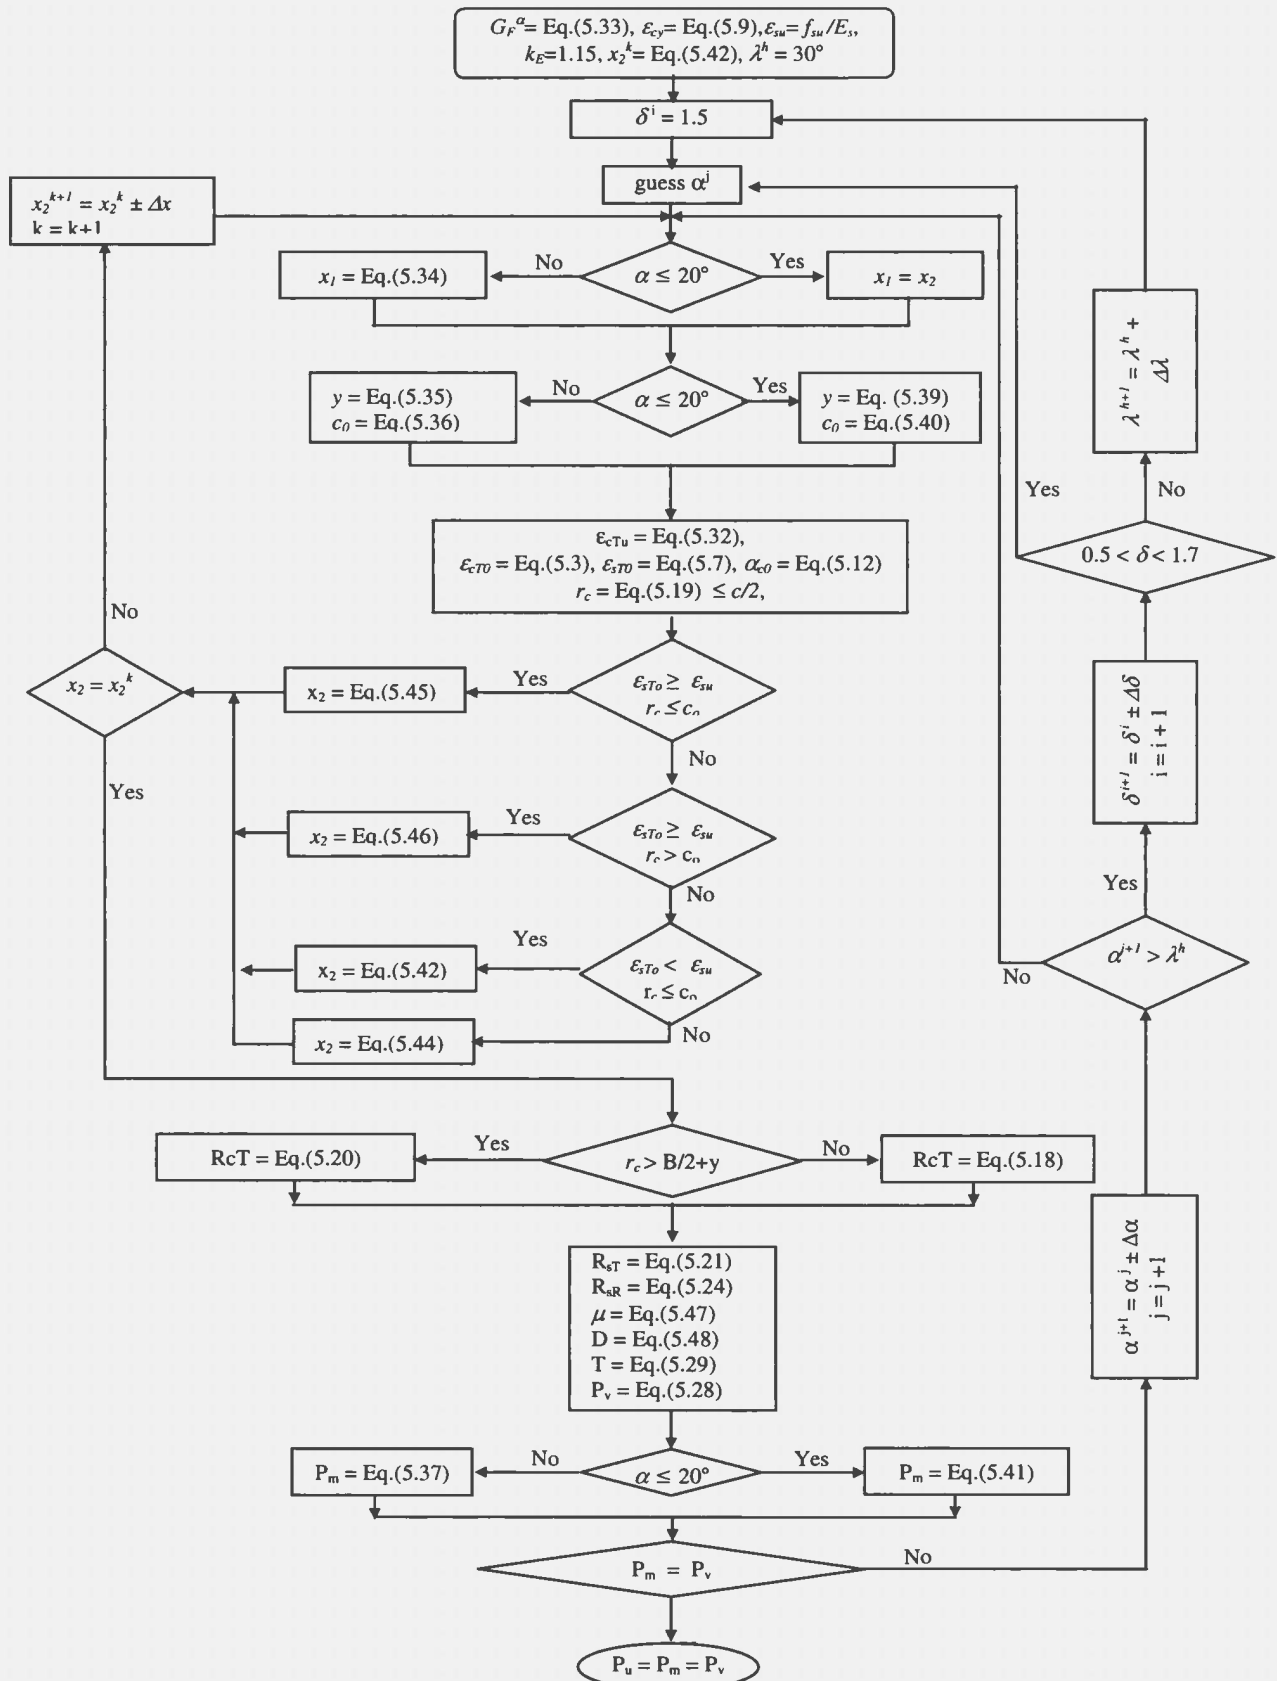 G_F^α = Eq.(5.33), ε_cy = Eq.(5.9), ε_su = f_su/E_s,
k_E=1.15, x_2^k = Eq.(5.42), λ^h = 30°
δ^i = 1.5
guess α^j
x_2^{k+1} = x_2^k ± Δx
k = k+1
α ≤ 20°
No
Yes
x_1 = Eq.(5.34)
x_1 = x_2
α ≤ 20°
No
Yes
y = Eq.(5.35)
c_0 = Eq.(5.36)
y = Eq. (5.39)
c_0 = Eq.(5.40)
ε_cTu = Eq.(5.32),
ε_cT0 = Eq.(5.3), ε_sT0 = Eq.(5.7), α_c0 = Eq.(5.12)
r_c = Eq.(5.19) ≤ c/2,
ε_sTo ≥ ε_su
r_c ≤ c_o
Yes
No
x_2 = Eq.(5.45)
x_2 = x_2^k
No
Yes
ε_sTo ≥ ε_su
r_c > c_o
Yes
No
x_2 = Eq.(5.46)
ε_sTo < ε_su
r_c ≤ c_o
Yes
No
x_2 = Eq.(5.42)
x_2 = Eq.(5.44)
r_c > B/2+y
Yes
No
RcT = Eq.(5.20)
RcT = Eq.(5.18)
R_sT = Eq.(5.21)
R_sR = Eq.(5.24)
μ = Eq.(5.47)
D = Eq.(5.48)
T = Eq.(5.29)
P_v = Eq.(5.28)
α ≤ 20°
No
Yes
P_m = Eq.(5.37)
P_m = Eq.(5.41)
P_m = P_v
No
P_u = P_m = P_v
α^{j+1} = α^j ± Δα
j = j + 1
α^{j+1} > λ^h
No
Yes
δ^{i+1} = δ^i ± Δδ
i = i + 1
0.5 < δ < 1.7
Yes
No
λ^{h+1} = λ^h +
Δλ